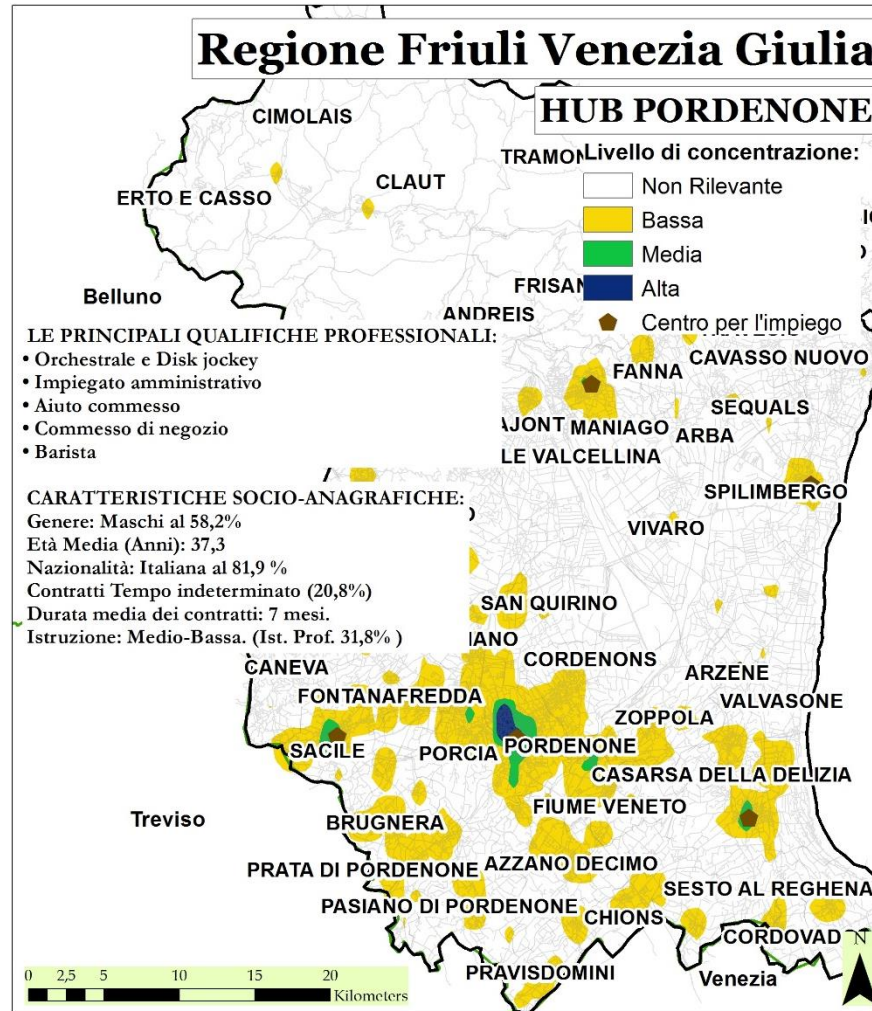 Regione Friuli Venezia Giulia
HUB PORDENONE
CIMOLAIS
TRAMON
Livello di concentrazione:
Non Rilevante
Bassa
Media
Alta
Centro per l'impiego
CLAUT
ERTO E CASSO
Belluno
FRISAN
ANDREIS
LE PRINCIPALI QUALIFICHE PROFESSIONALI:
• Orchestrale e Disk jockey
• Impiegato amministrativo
• Aiuto commesso
• Commesso di negozio
• Barista
FANNA
CAVASSO NUOVO
SEQUALS
AJONT
MANIAGO
ARBA
LE VALCELLINA
SPILIMBERGO
VIVARO
CARATTERISTICHE SOCIO-ANAGRAFICHE:
Genere: Maschi al 58,2%
Età Media (Anni): 37,3
Nazionalità: Italiana al 81,9 %
Contratti Tempo indeterminato (20,8%)
Durata media dei contratti: 7 mesi.
Istruzione: Medio-Bassa. (Ist. Prof. 31,8% )
SAN QUIRINO
IANO
CORDENONS
CANEVA
ARZENE
FONTANAFREDDA
VALVASONE
ZOPPOLA
SACILE
PORCIA
PORDENONE
CASARSA DELLA DELIZIA
FIUME VENETO
Treviso
BRUGNERA
PRATA DI PORDENONE
AZZANO DECIMO
SESTO AL REGHENA
PASIANO DI PORDENONE
CHIONS
CORDOVAD
N
PRAVISDOMINI
Venezia
0 2,5 5 10 15 20
Kilometers